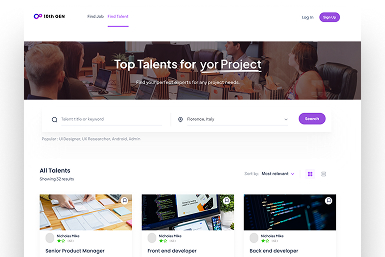 10th GEN
Find Job Find Talent
Log In Sign Up
Top Talents for yor Project
Find your perfect experts for any project needs
Talent title or keyword
Florence, Italy
Search
Popular : UI Designer, UX Researcher, Android, Admin
All Talents
Showing 52 results
Sort by: Most relevant
Nicholas Mike
Senior Product Manager
Nicholas Mike
Front end developer
Nicholas Mike
Back end developer